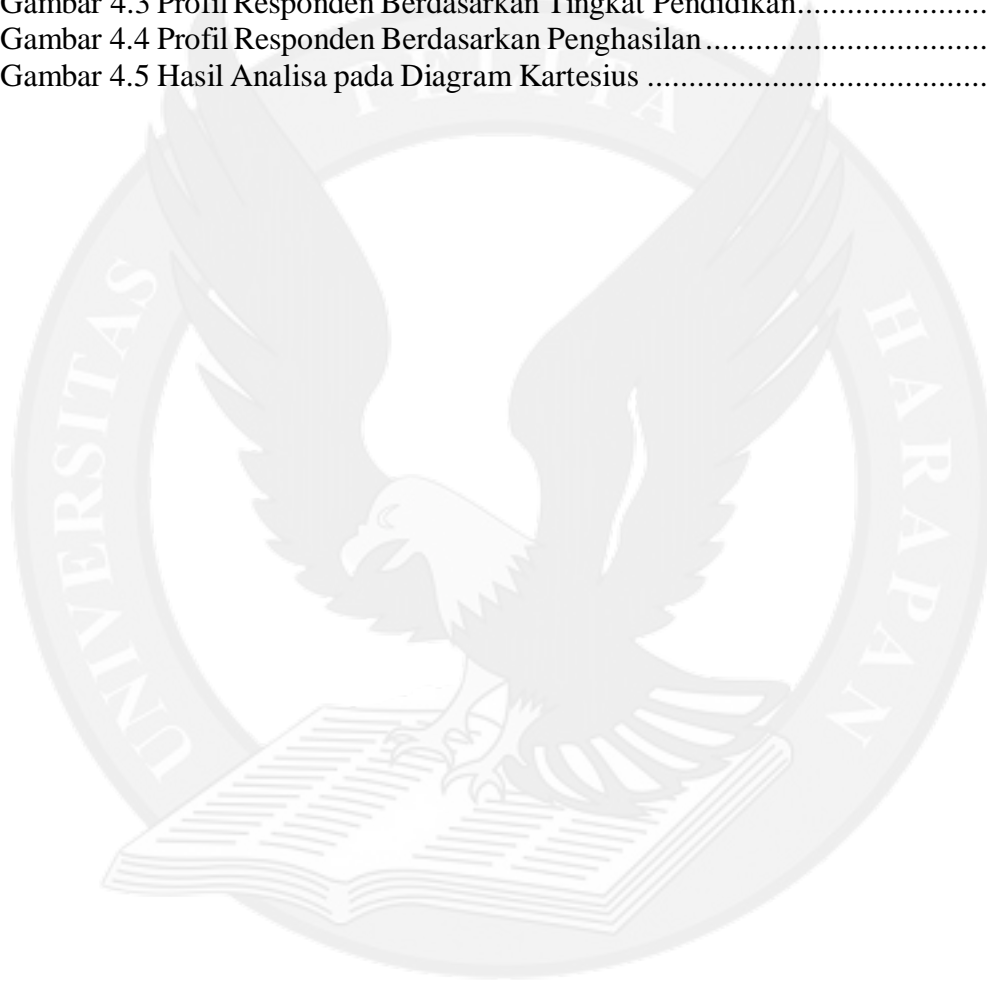 Gambar 4.3 Profil Responden Berdasarkan Tingkat Pendidikan.......................
Gambar 4.4 Profil Responden Berdasarkan Penghasilan..................................
Gambar 4.5 Hasil Analisa pada Diagram Kartesius .........................................
UNIVERSITAS PELITA HARAPAN